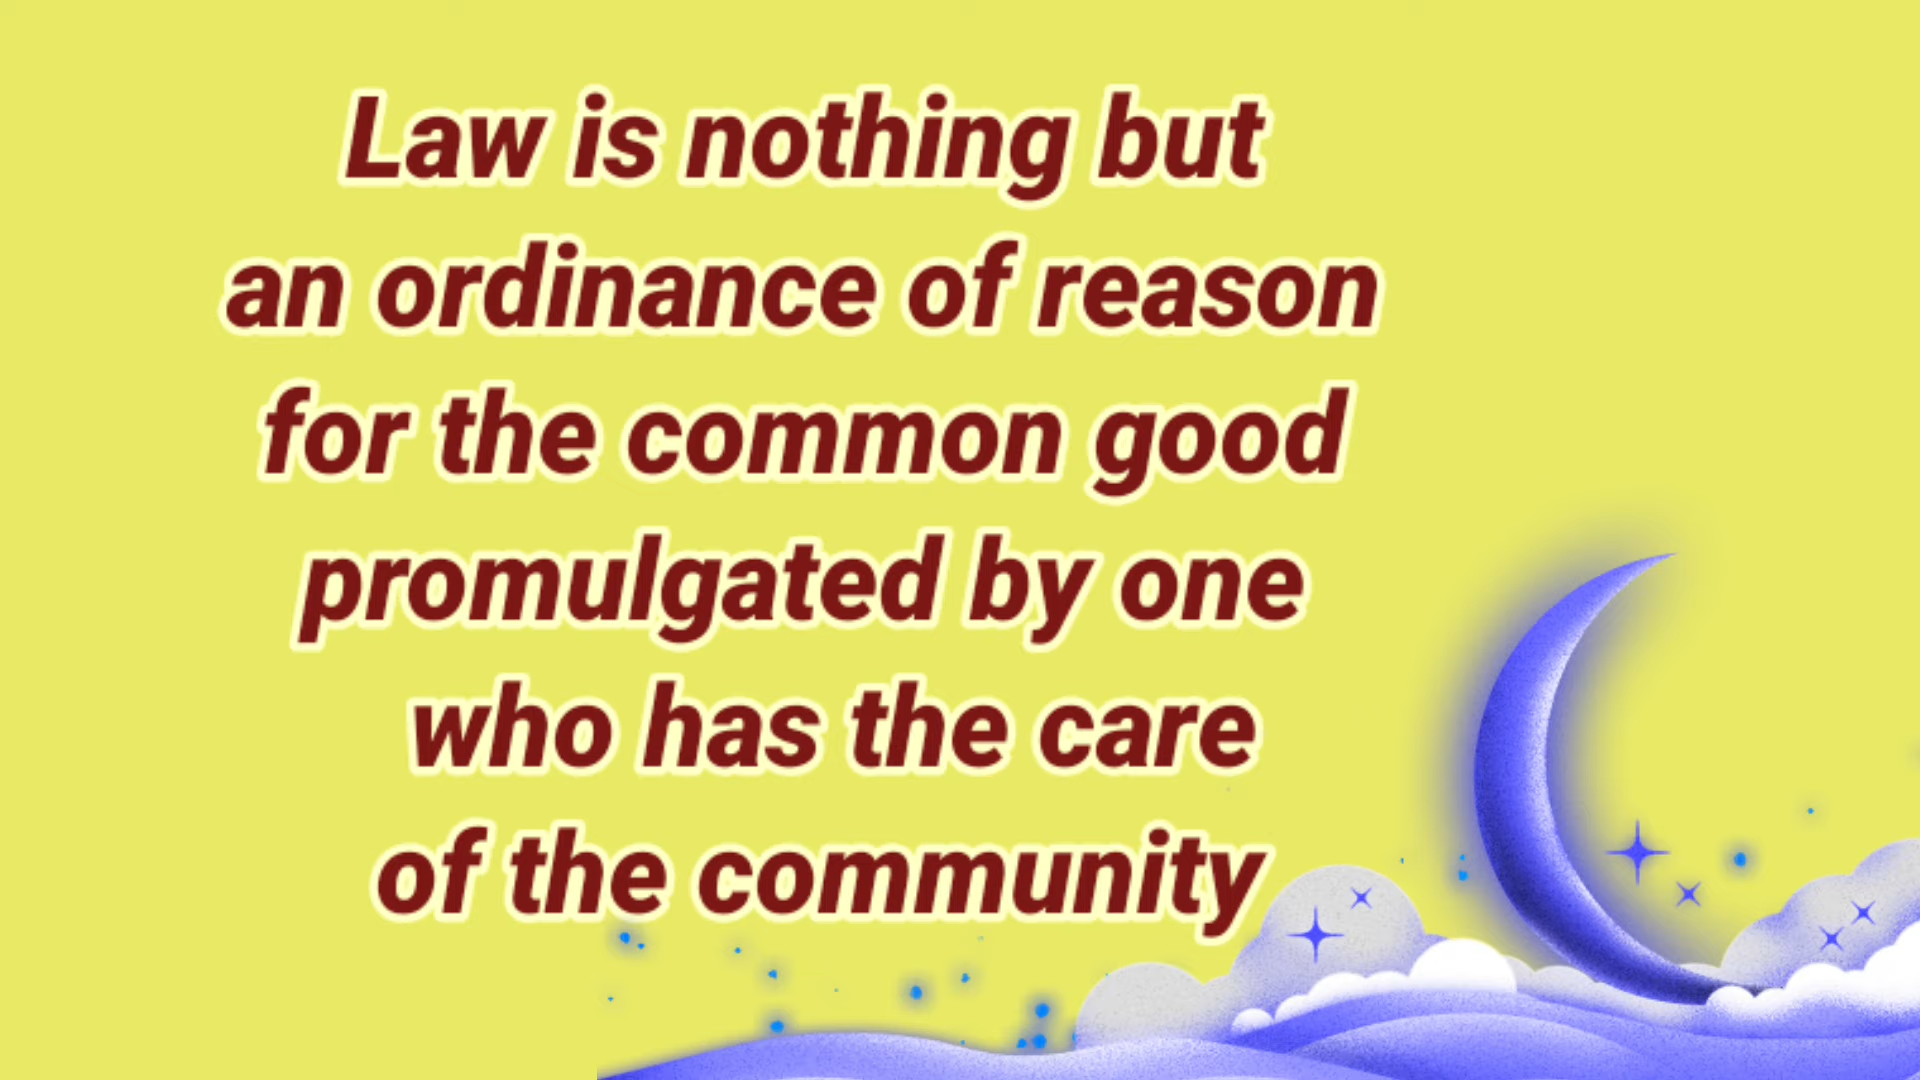 Law is nothing but
an ordinance of reason
for the common good
promulgated by one
who has the care
of the community